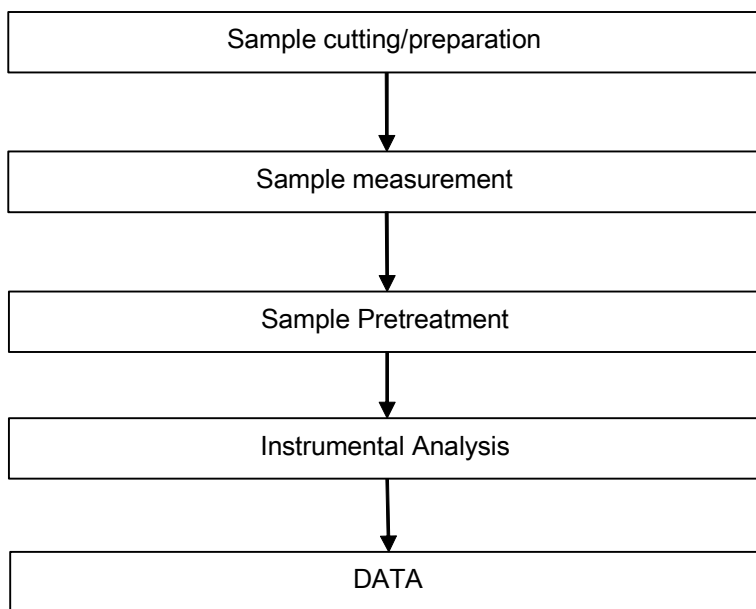 Sample cutting/preparation
Sample measurement
Sample Pretreatment
Instrumental Analysis
DATA